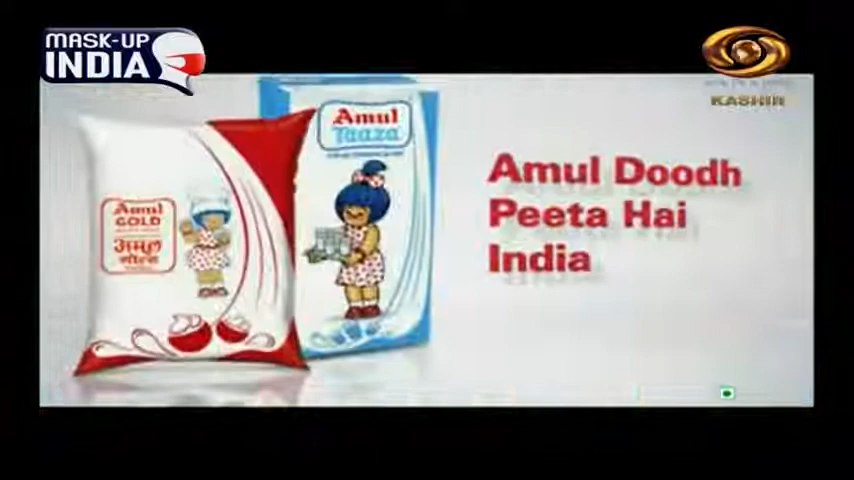 MASK-UP
INDIA
KASHIR
Amul
Taaza
Amul
GOLD
अमूल
गोल्ड
Amul Doodh
Peeta Hai
India